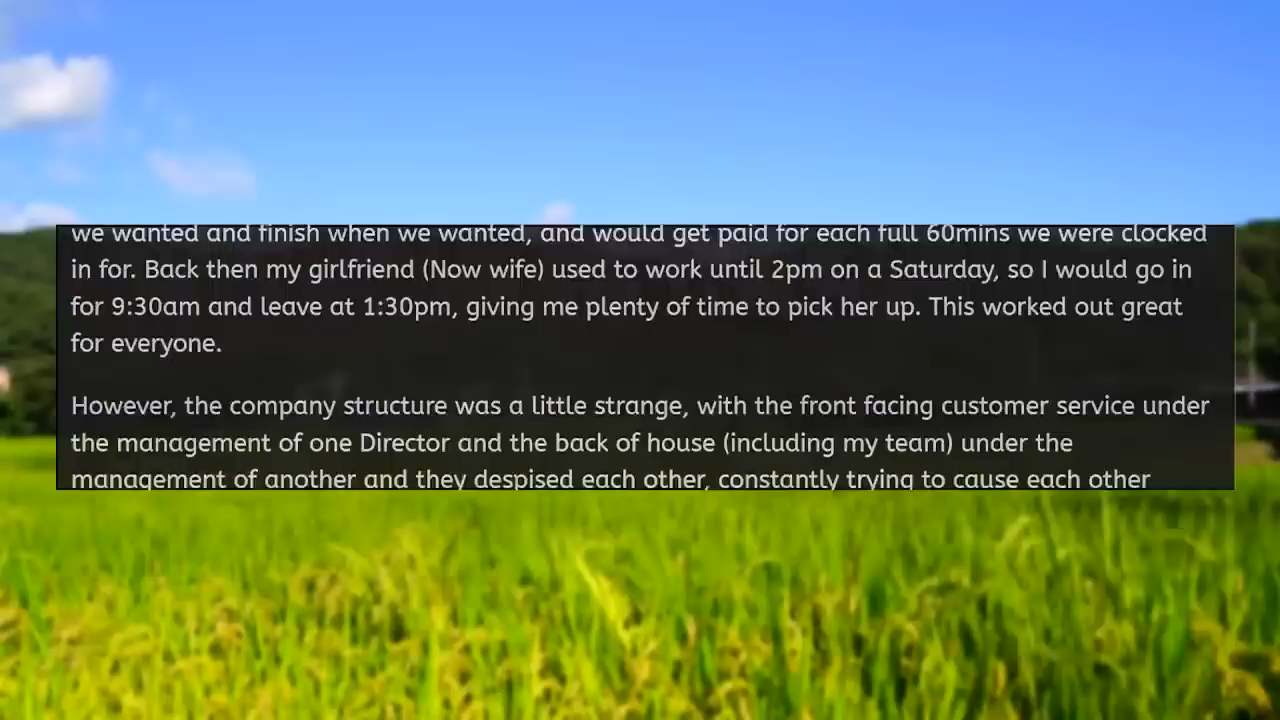 we wanted and finish when we wanted, and would get paid for each full 60mins we were clocked
in for. Back then my girlfriend (Now wife) used to work until 2pm on a Saturday, so I would go in
for 9:30am and leave at 1:30pm, giving me plenty of time to pick her up. This worked out great
for everyone.
However, the company structure was a little strange, with the front facing customer service under
the management of one Director and the back of house (including my team) under the
management of another and they despised each other, constantly trying to cause each other